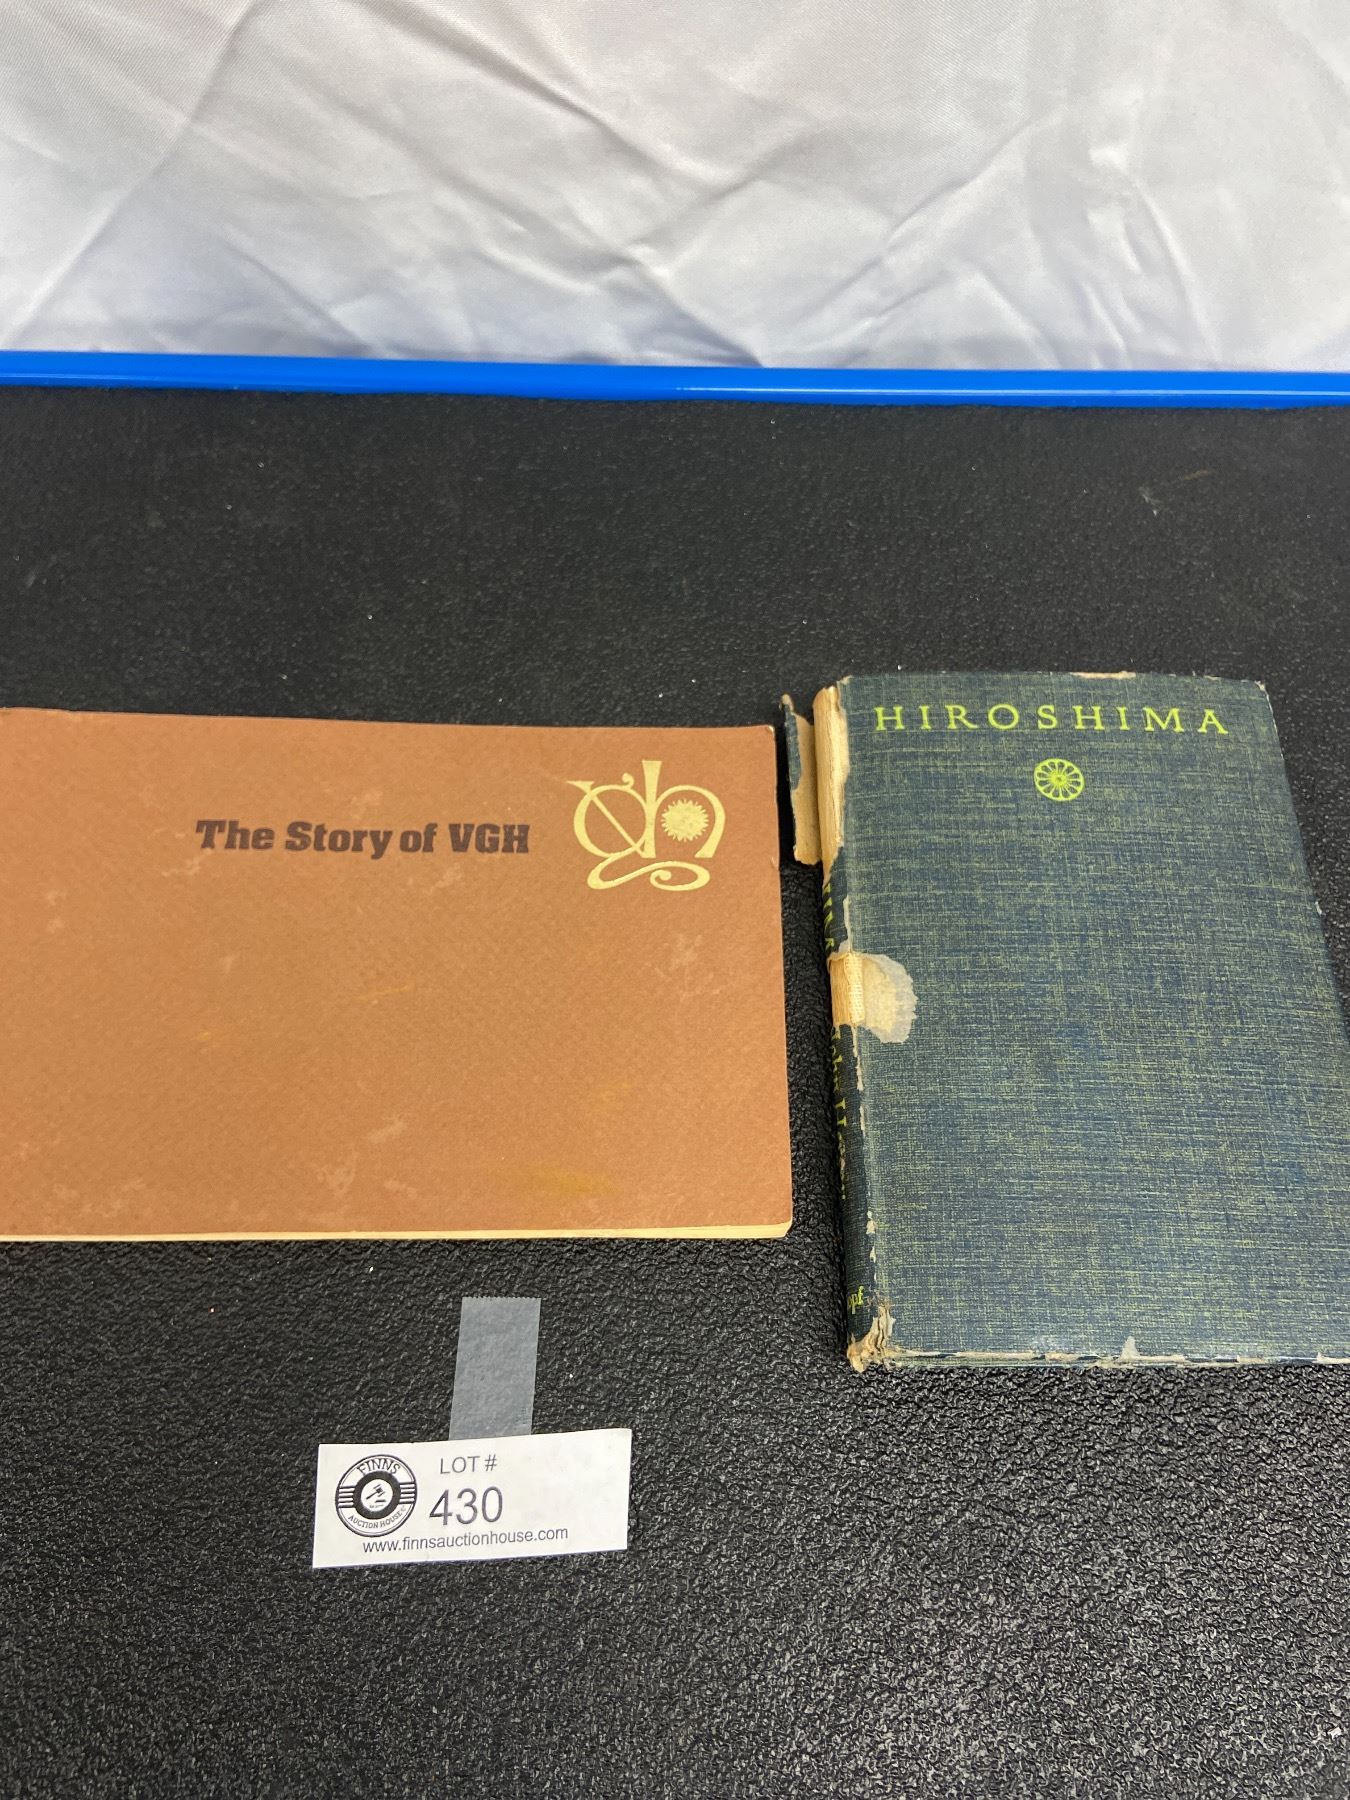 HIROSHIMA
The Story of VGH
LOT #
FINNS
430
AUCTION HOUSE
www.finnsauctionhouse.com